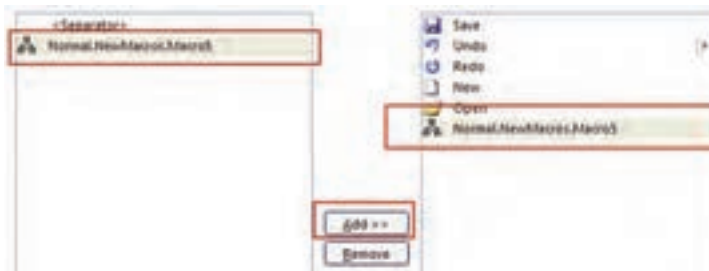 <Separator>
Normal.NewMacros.Macro5
Save
Undo
Redo
New
Open
Normal.NewMacros.Macro5
Add >>
Remove